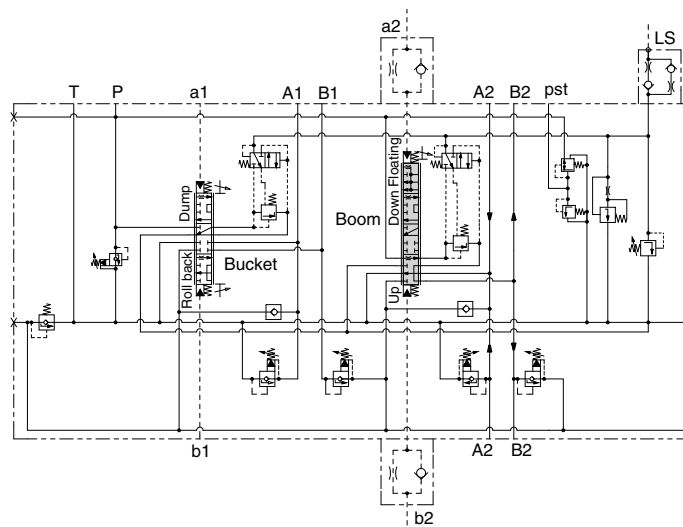 a2
LS
T P a1 A1 B1 A2 B2 pst
Dump
Down Floating
Boom
Bucket
Roll back
Up
b1 A2 B2
b2